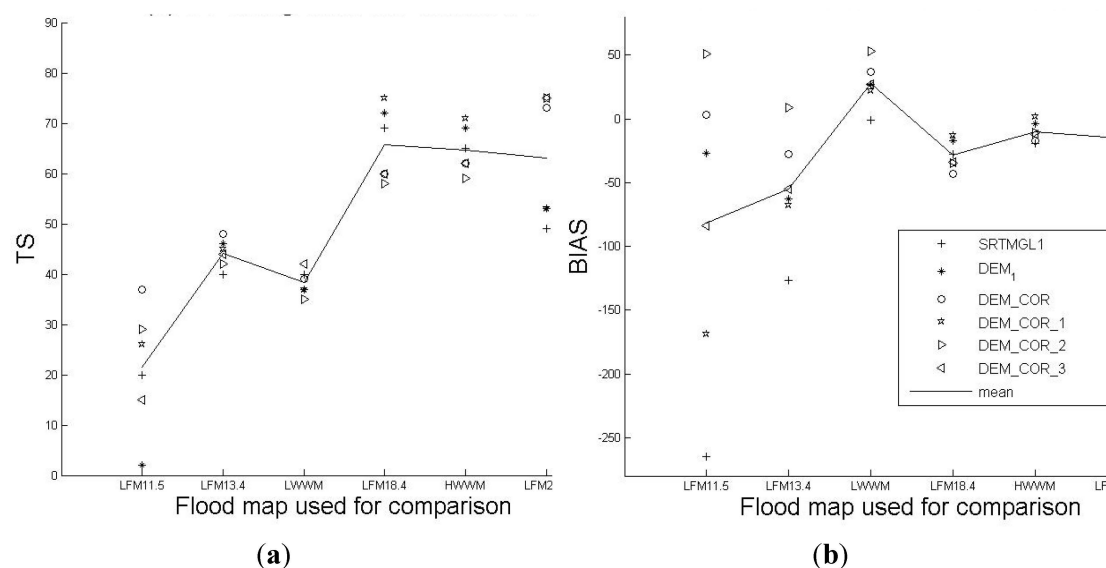 90
80
70
60
50
40
30
20
10
0
TS
LFM11.5 LFM13.4 LWWM LFM18.4 HWWM LFM2
Flood map used for comparison
(a)
50
0
-50
-100
-150
-200
-250
BIAS
SRTMGL1
DEM1
DEM_COR
DEM_COR_1
DEM_COR_2
DEM_COR_3
mean
LFM11.5 LFM13.4 LWWM LFM18.4 HWWM LF
Flood map used for comparison
(b)